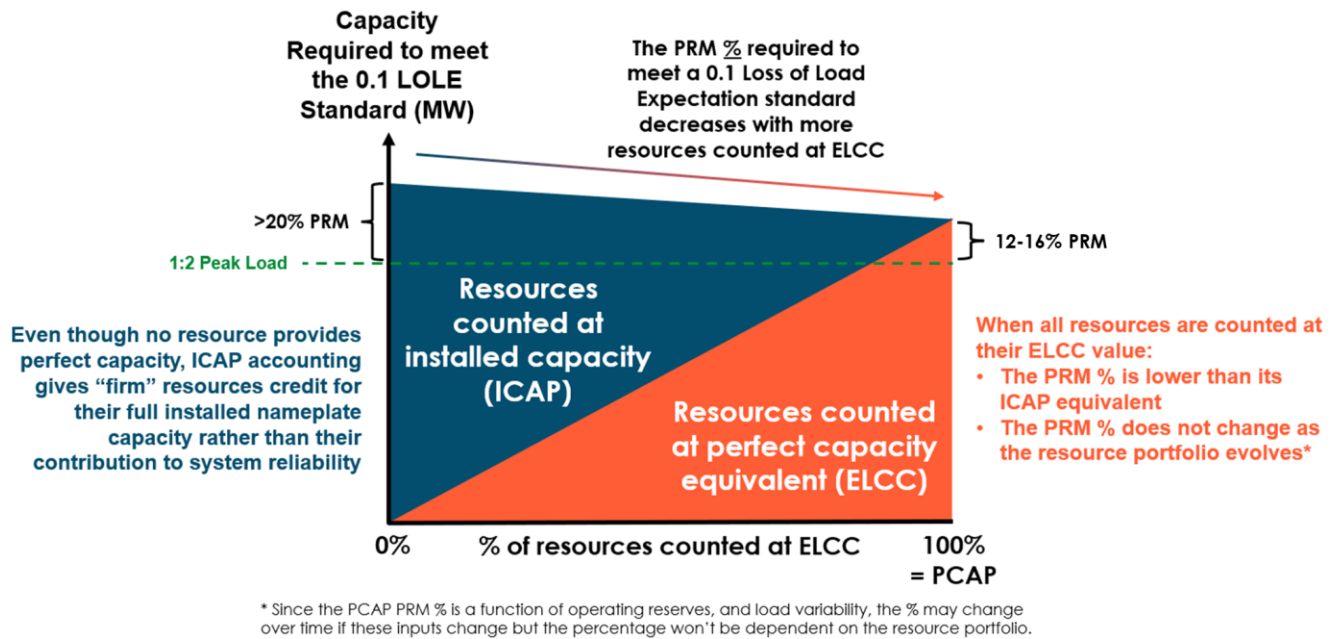 Capacity
Required to meet
the 0.1 LOLE
Standard (MW)
The PRM % required to
meet a 0.1 Loss of Load
Expectation standard
decreases with more
resources counted at ELCC
>20% PRM
12-16% PRM
1:2 Peak Load
Even though no resource provides
perfect capacity, ICAP accounting
gives “firm” resources credit for
their full installed nameplate
capacity rather than their
contribution to system reliability
Resources
counted at
installed capacity
(ICAP)
Resources counted
at perfect capacity
equivalent (ELCC)
When all resources are counted at
their ELCC value:
• The PRM % is lower than its
ICAP equivalent
• The PRM % does not change as
the resource portfolio evolves*
0%
% of resources counted at ELCC
100%
= PCAP
* Since the PCAP PRM % is a function of operating reserves, and load variability, the % may change
over time if these inputs change but the percentage won’t be dependent on the resource portfolio.